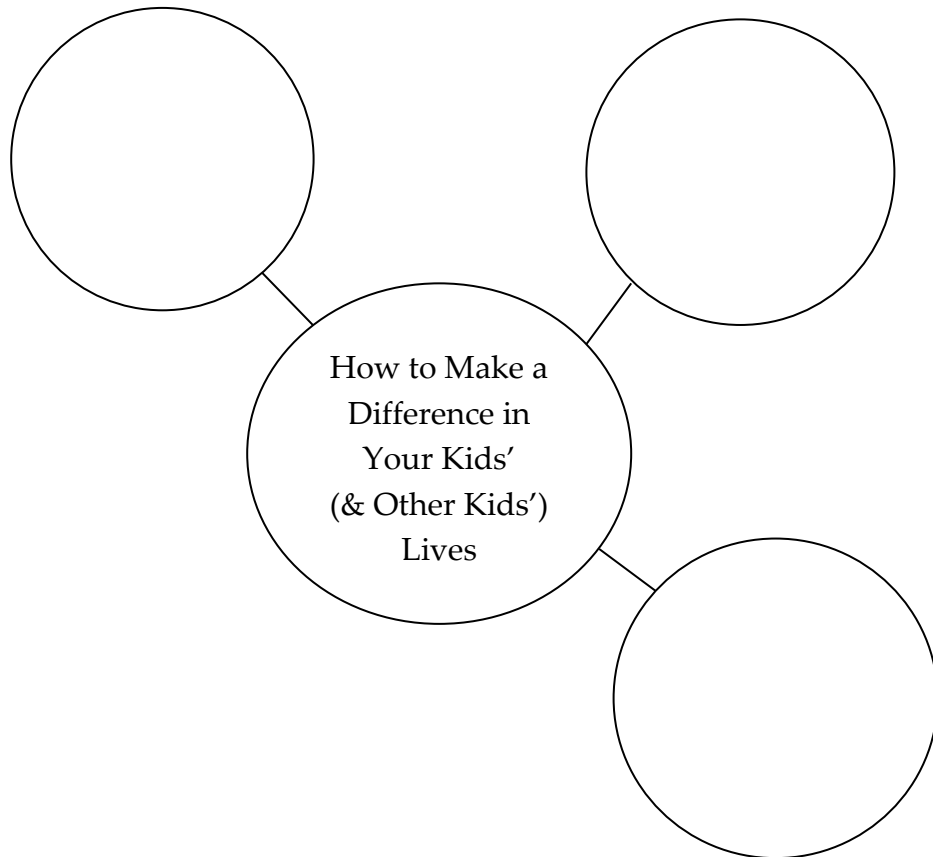 How to Make a
Difference in
Your Kids’
(& Other Kids’)
Lives